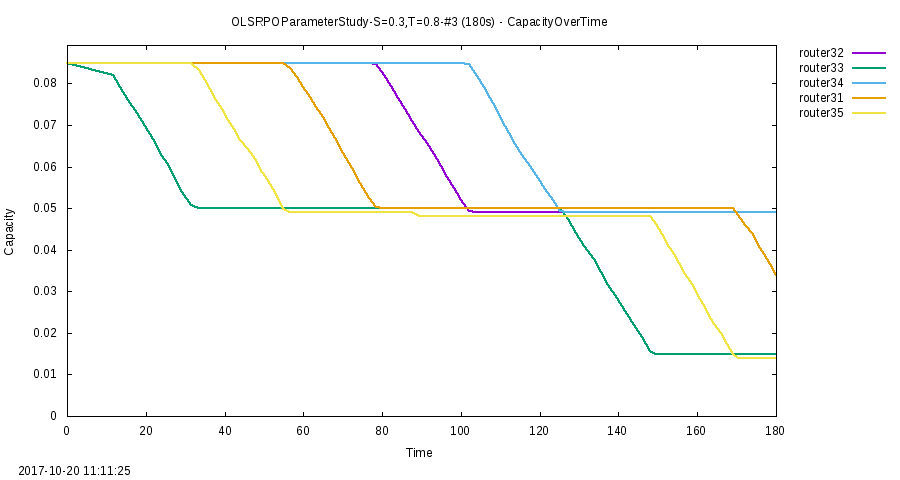 OLSRPOParameterStudy-S=0.3,T=0.8-#3 (180s) - CapacityOverTime
router32
router33
router34
router31
router35
0.08
0.07
0.06
0.05
0.04
0.03
0.02
0.01
0
Capacity
0 20 40 60 80 100 120 140 160 180
Time
2017-10-20 11:11:25